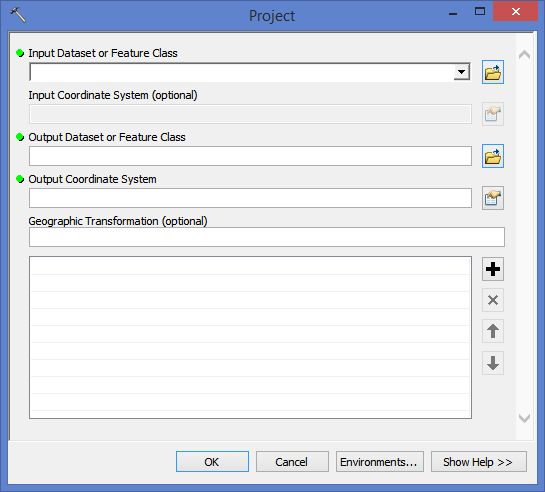 Project
Input Dataset or Feature Class
Input Coordinate System (optional)
Output Dataset or Feature Class
Output Coordinate System
Geographic Transformation (optional)
OK
Cancel
Environments...
Show Help >>